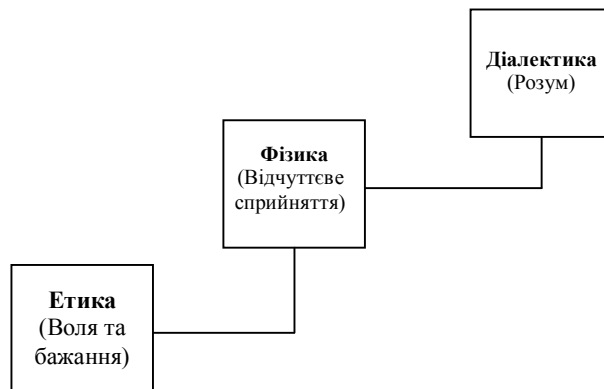 Діалектика
(Розум)
Фізика
(Відчуттєве
сприйняття)
Етика
(Воля та
бажання)